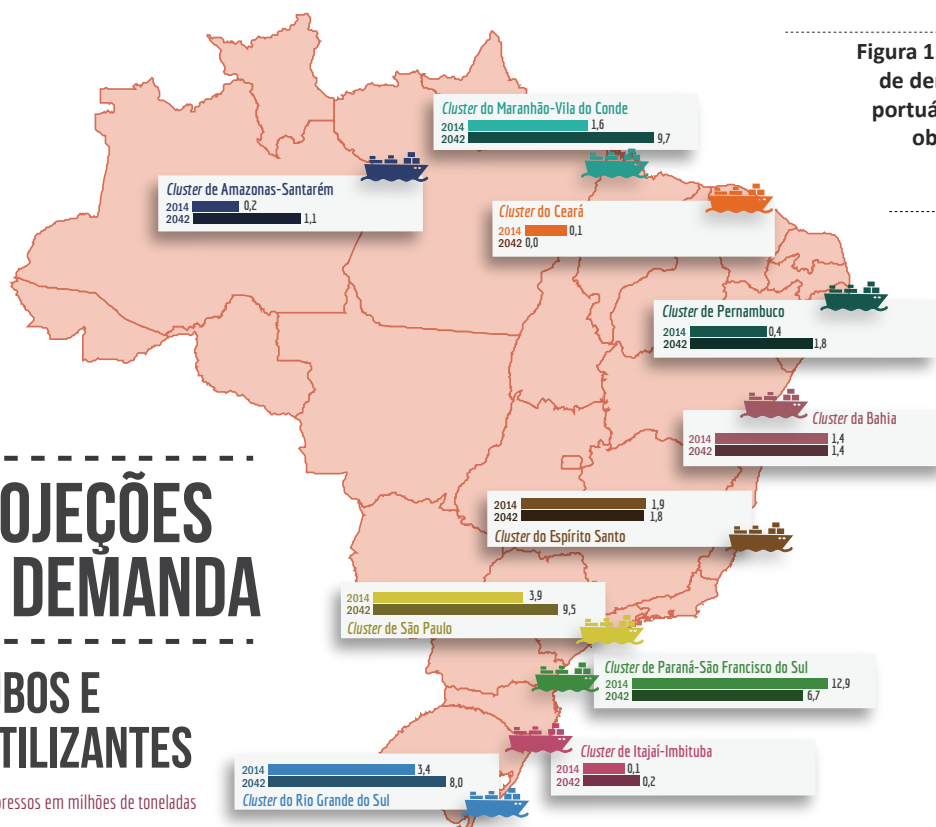 Figura 1
de
portuá
ob
Cluster do Maranhão-Vila do Conde
2014 1,6
2042 9,7
Cluster de Amazonas-Santarém
2014 0,2
2042 1,1
Cluster do Ceará
2014 0,1
2042 0,0
Cluster de Pernambuco
2014 0,4
2042 1,8
Cluster da Bahia
2014 1,4
2042 1,4
2014 1,9
2042 1,8
Cluster do Espírito Santo
OJEÇÕES
DEMANDA
2014 3,9
2042 9,5
Cluster de São Paulo
Cluster de Paraná-São Francisco do Sul
2014 12,9
2042 6,7
UBOS E
TILIZANTES
Cluster de Itajaí-Imbituba
2014 0,1
2042 0,2
2014 3,4
2042 8,0
Cluster do Rio Grande do Sul
pressos em milhões de toneladas